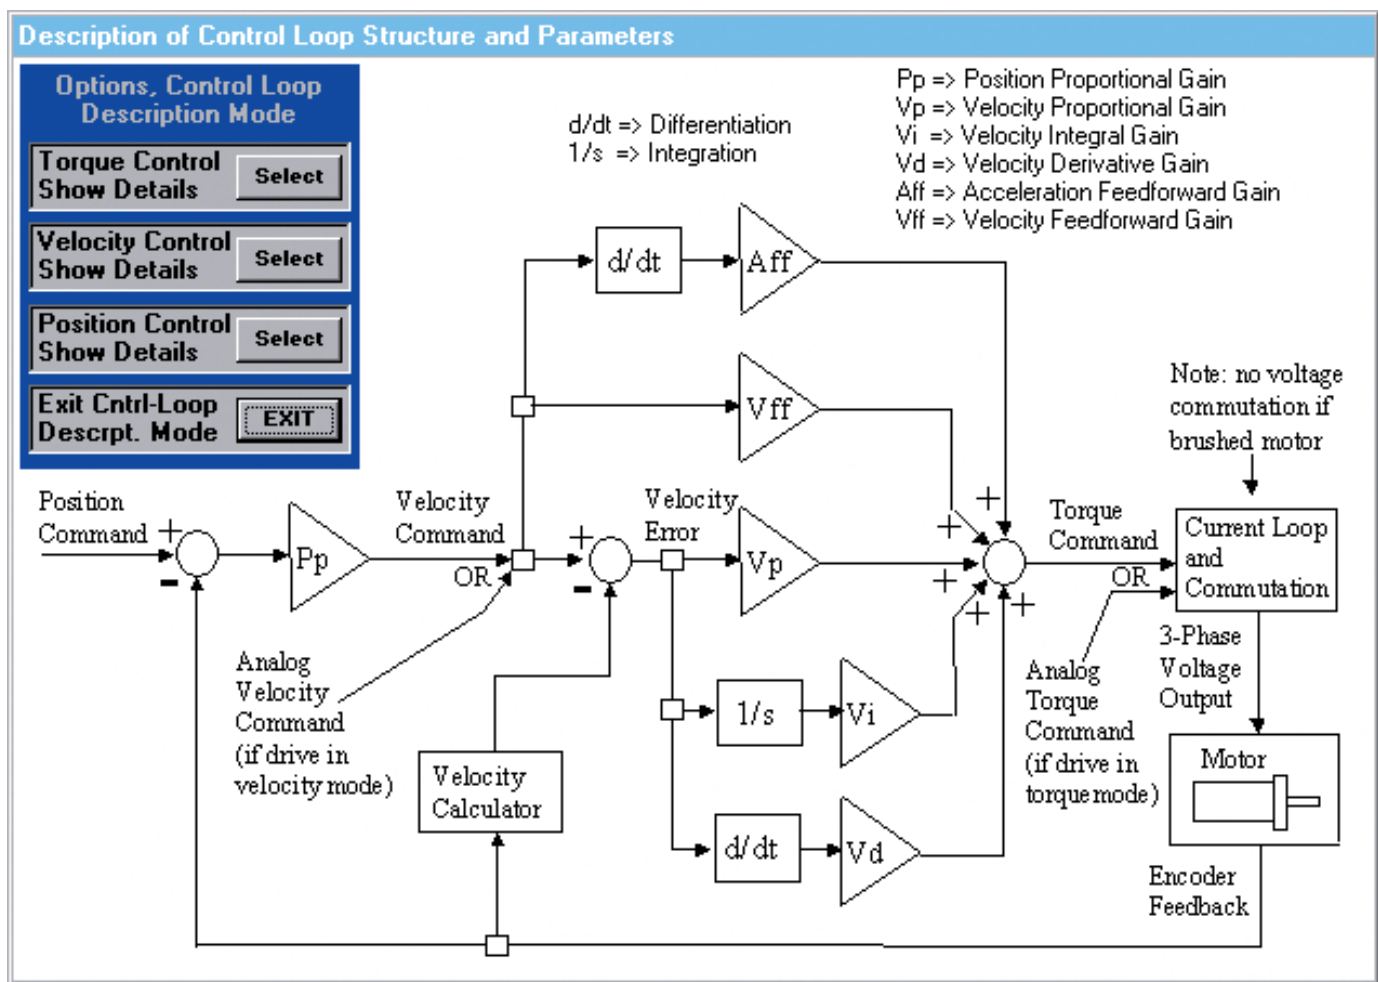 Description of Control Loop Structure and Parameters
Options, Control Loop
Description Mode
Torque Control
Show Details
Select
Velocity Control
Show Details
Select
Position Control
Show Details
Select
Exit Cntrl-Loop
Descrpt. Mode
EXIT
d/dt => Differentiation
1/s => Integration
Pp => Position Proportional Gain
Vp => Velocity Proportional Gain
Vi => Velocity Integral Gain
Vd => Velocity Derivative Gain
Aff => Acceleration Feedforward Gain
Vff => Velocity Feedforward Gain
d/dt
Aff
Vff
Note: no voltage
commutation if
brushed motor
Position
Command
+
-
Pp
Velocity
Command
OR
+
-
Velocity
Error
Vp
+
+
+
+
+
Torque
Command
OR
Current Loop
and
Commutation
Analog
Velocity
Command
(if drive in
velocity mode)
Velocity
Calculator
1/s
Vi
d/dt
Vd
Analog
Torque
Command
(if drive in
torque mode)
3-Phase
Voltage
Output
Motor
Encoder
Feedback